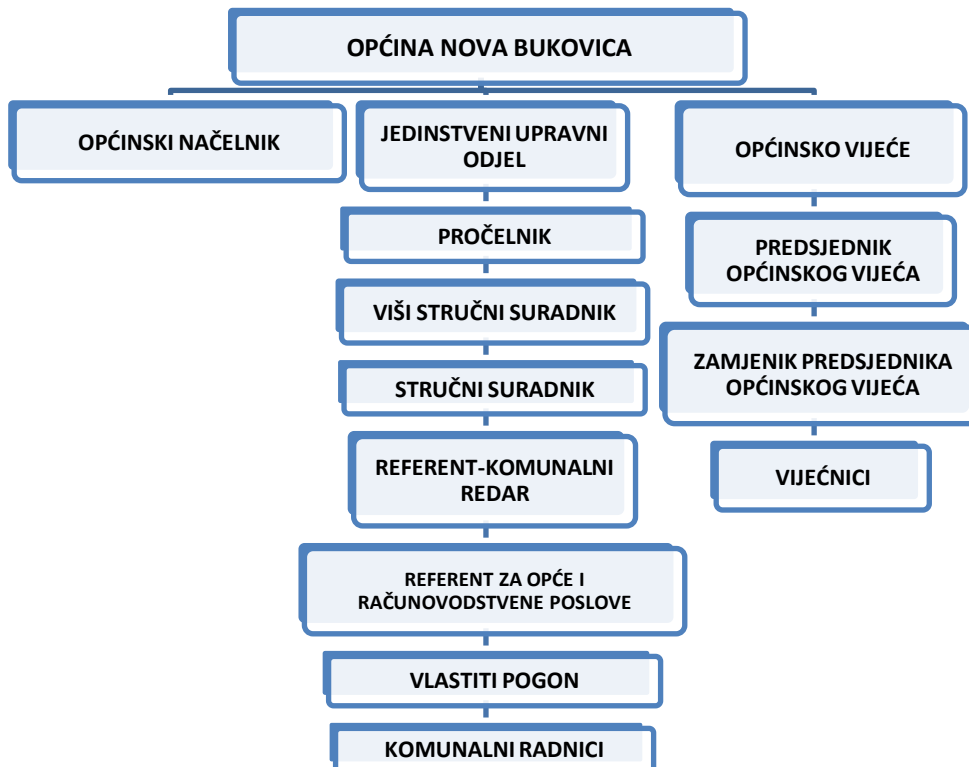 OPĆINA NOVA BUKOVICA
OPĆINSKI NAČELNIK
JEDINSTVENI UPRAVNI
ODJEL
PROČELNIK
VIŠI STRUČNI SURADNIK
STRUČNI SURADNIK
REFERENT-KOMUNALNI
REDAR
REFERENT ZA OPĆE I
RAČUNOVODSTVENE POSLOVE
VLASTITI POGON
KOMUNALNI RADNICI
OPĆINSKO VIJEĆE
PREDSJEDNIK
OPĆINSKOG VIJEĆA
ZAMJENIK PREDSJEDNIKA
OPĆINSKOG VIJEĆA
VIJEĆNICI